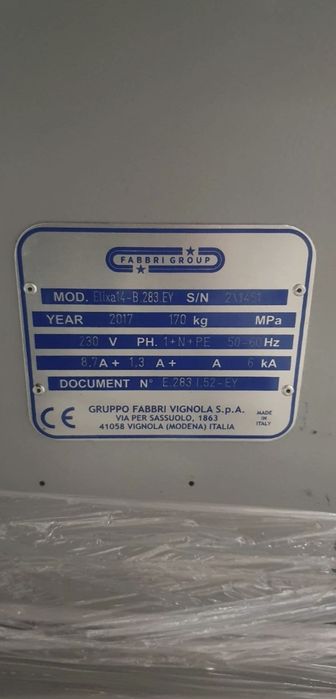 FABBRI GROUP
MOD. Elixa14-B.283.EY S/N
YEAR 2017 170 kg MPa
230 V PH. 1+N+PE 50-60 Hz
8,7A + 1,3 A + A 6 kA
DOCUMENT N° E.283 I.52-EY
CE
GRUPPO FABBRI VIGNOLA S.p.A.
VIA PER SASSUOLO, 1863
41058 VIGNOLA (MODENA) ITALIA
MADE
IN
ITALY